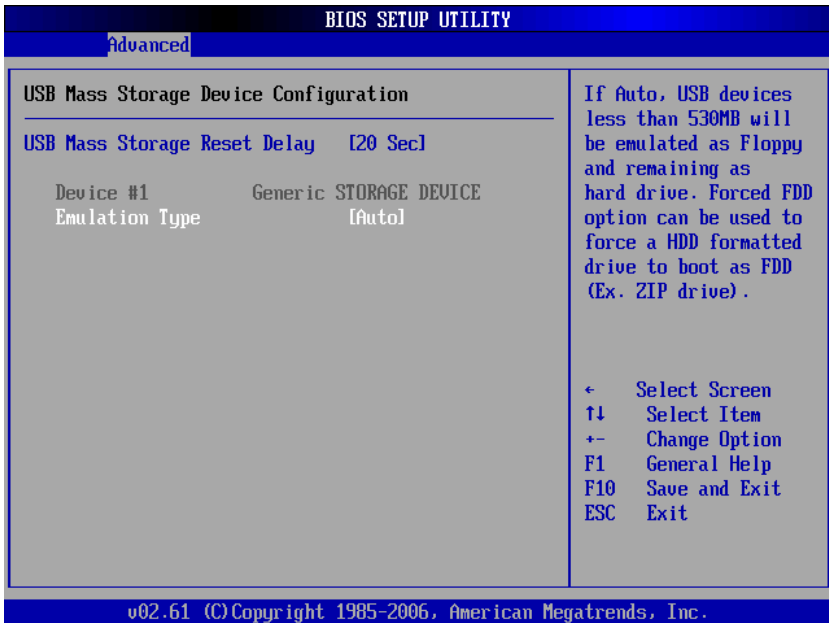 BIOS SETUP UTILITY
Advanced
USB Mass Storage Device Configuration
USB Mass Storage Reset Delay [20 Sec]
Device #1 Generic STORAGE DEVICE
Emulation Type [Auto]
If Auto, USB devices
less than 530MB will
be emulated as Floppy
and remaining as
hard drive. Forced FDD
option can be used to
force a HDD formatted
drive to boot as FDD
(Ex. ZIP drive).
← Select Screen
↑↓ Select Item
+- Change Option
F1 General Help
F10 Save and Exit
ESC Exit
v02.61 (C)Copyright 1985-2006, American Megatrends, Inc.